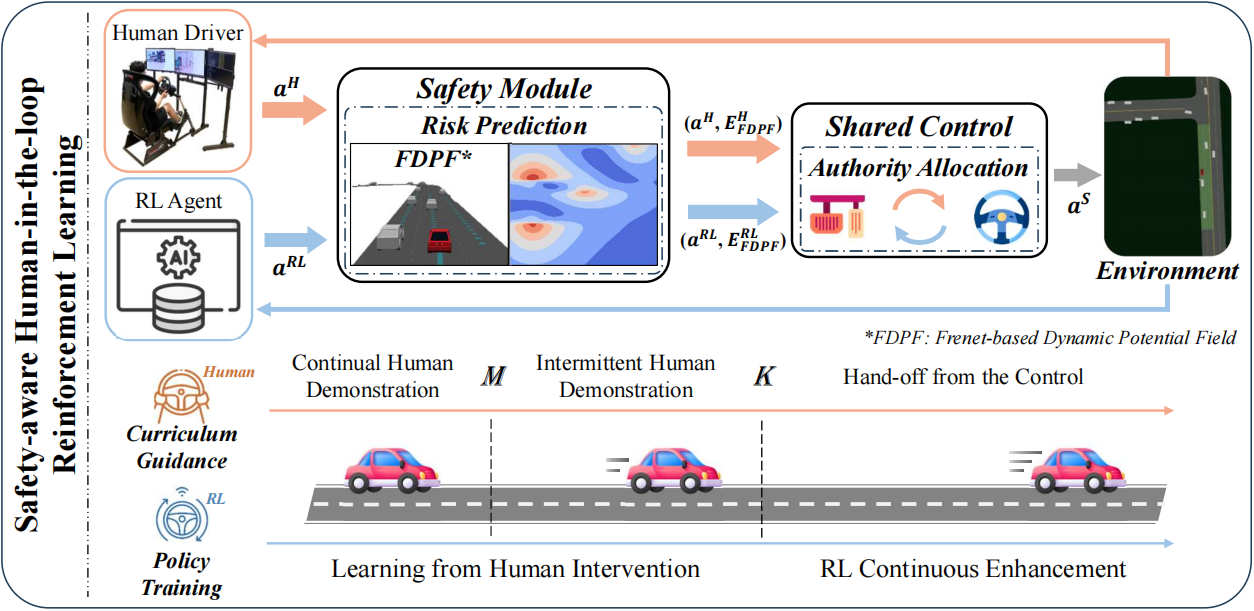 Safety-aware Human-in-the-loop
Reinforcement Learning
Human Driver
a^H
RL Agent
AI
a^{RL}
Safety Module
Risk Prediction
FDPF*
(a^H, E^H_{FDPF})
(a^{RL}, E^{RL}_{FDPF})
Shared Control
Authority Allocation
a^S
Environment
*FDPF: Frenet-based Dynamic Potential Field
Human
Curriculum
Guidance
Continual Human
Demonstration
M
Intermittent Human
Demonstration
K
Hand-off from the Control
RL
Policy
Training
Learning from Human Intervention
RL Continuous Enhancement